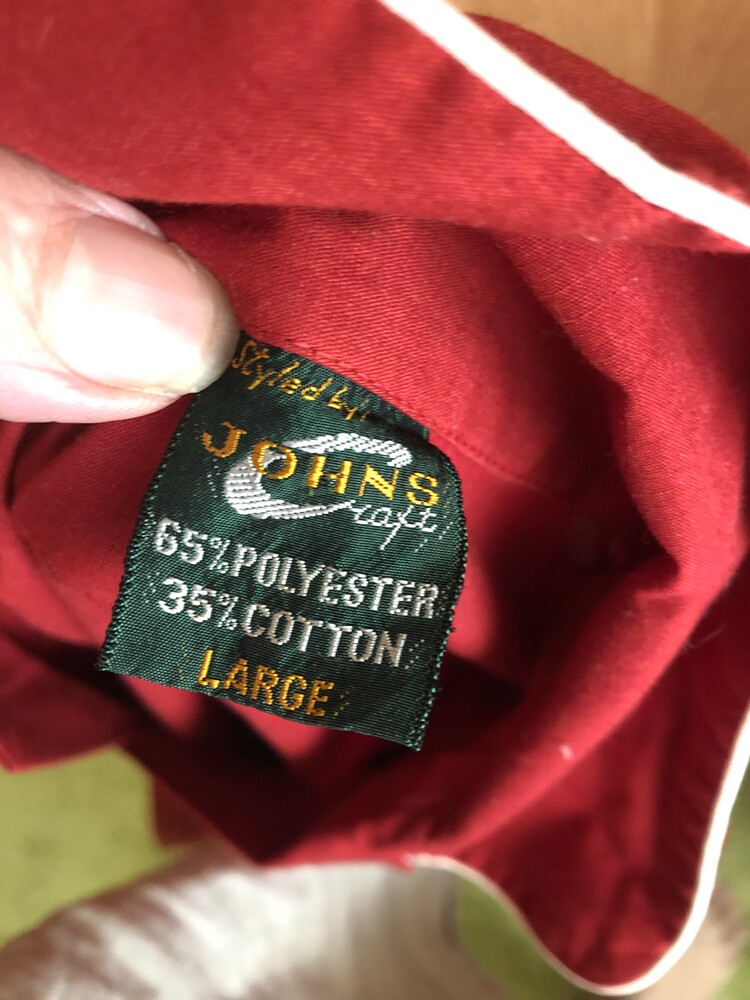 Styled by
JOHNS
Craft
65%POLYESTER
35%COTTON
LARGE